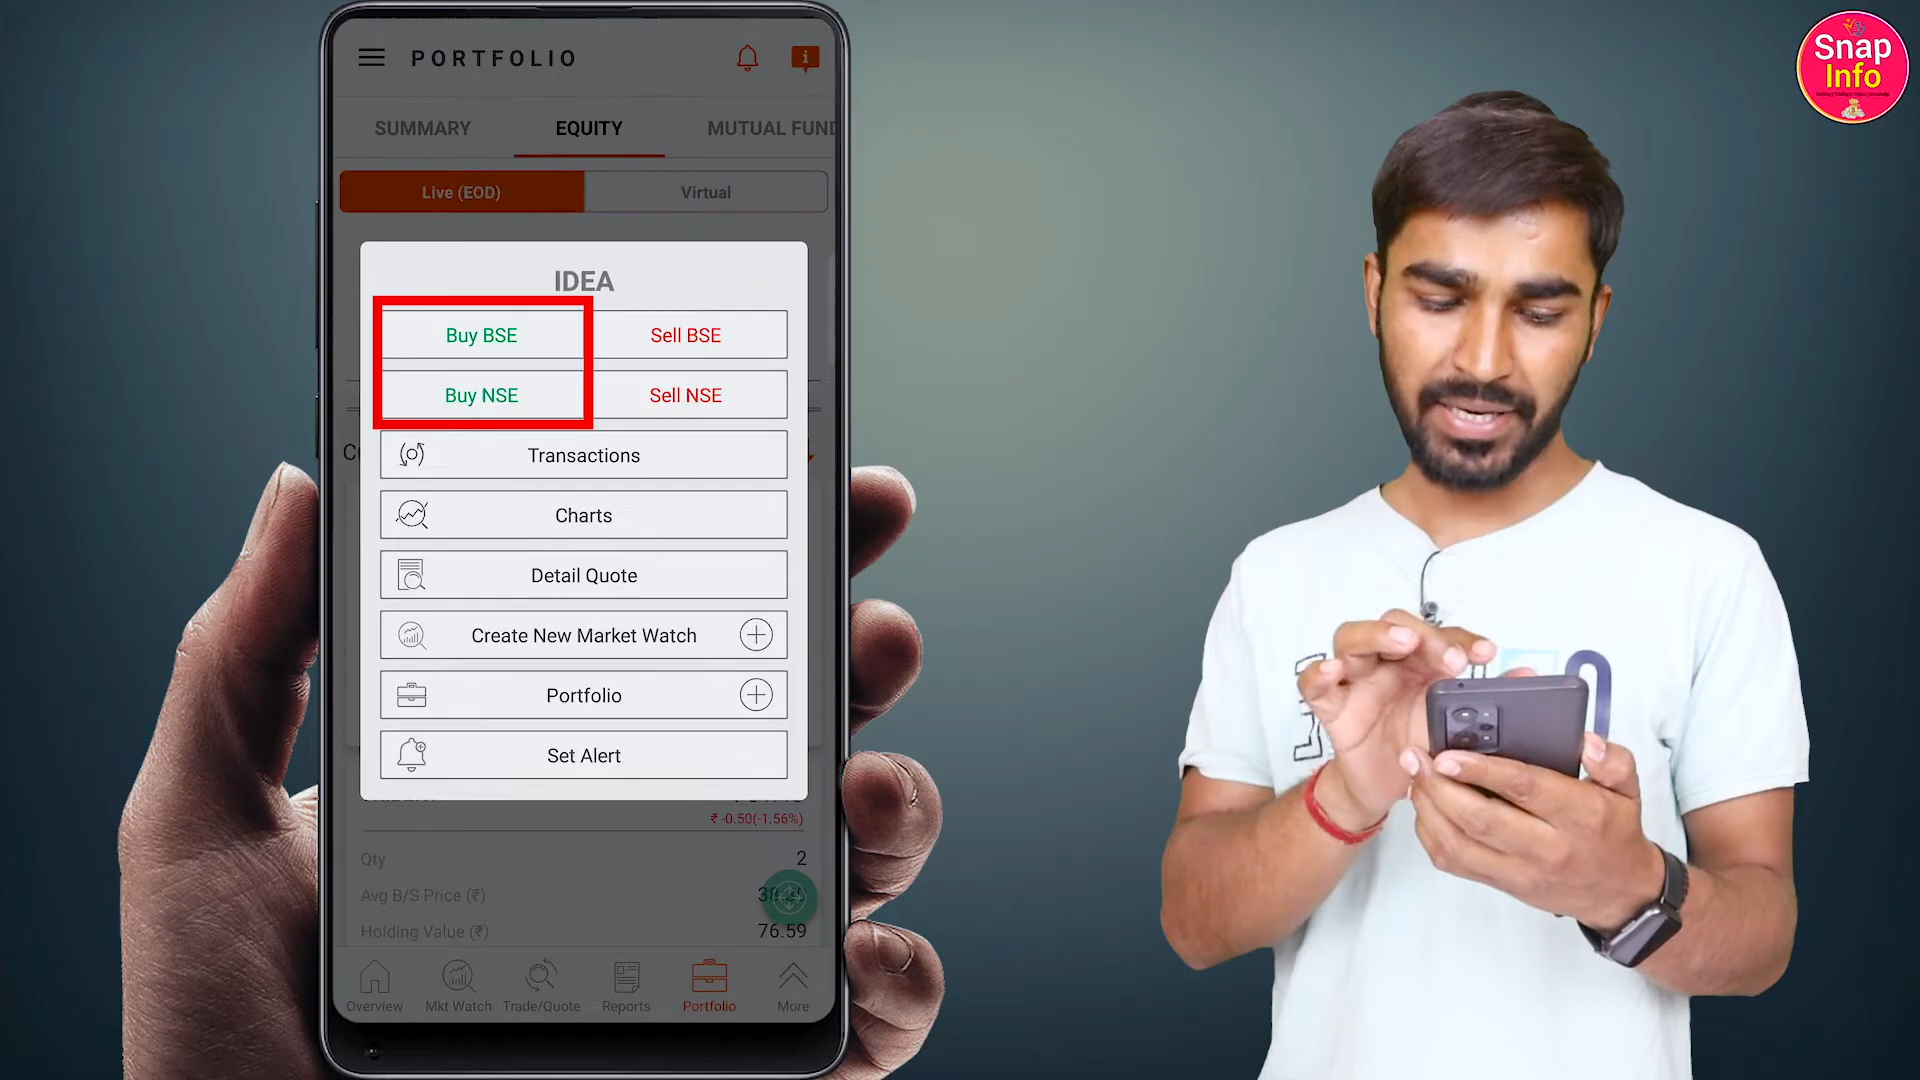 PORTFOLIO
SUMMARY
EQUITY
MUTUAL FUND
Live (EOD)
Virtual
IDEA
Buy BSE
Sell BSE
Buy NSE
Sell NSE
Transactions
Charts
Detail Quote
Create New Market Watch
Portfolio
Set Alert
₹ -0.50(-1.56%)
Qty
2
Avg B/S Price (₹)
Holding Value (₹)
76.59
Overview
Mkt Watch
Trade/Quote
Reports
Portfolio
More
Snap
Info